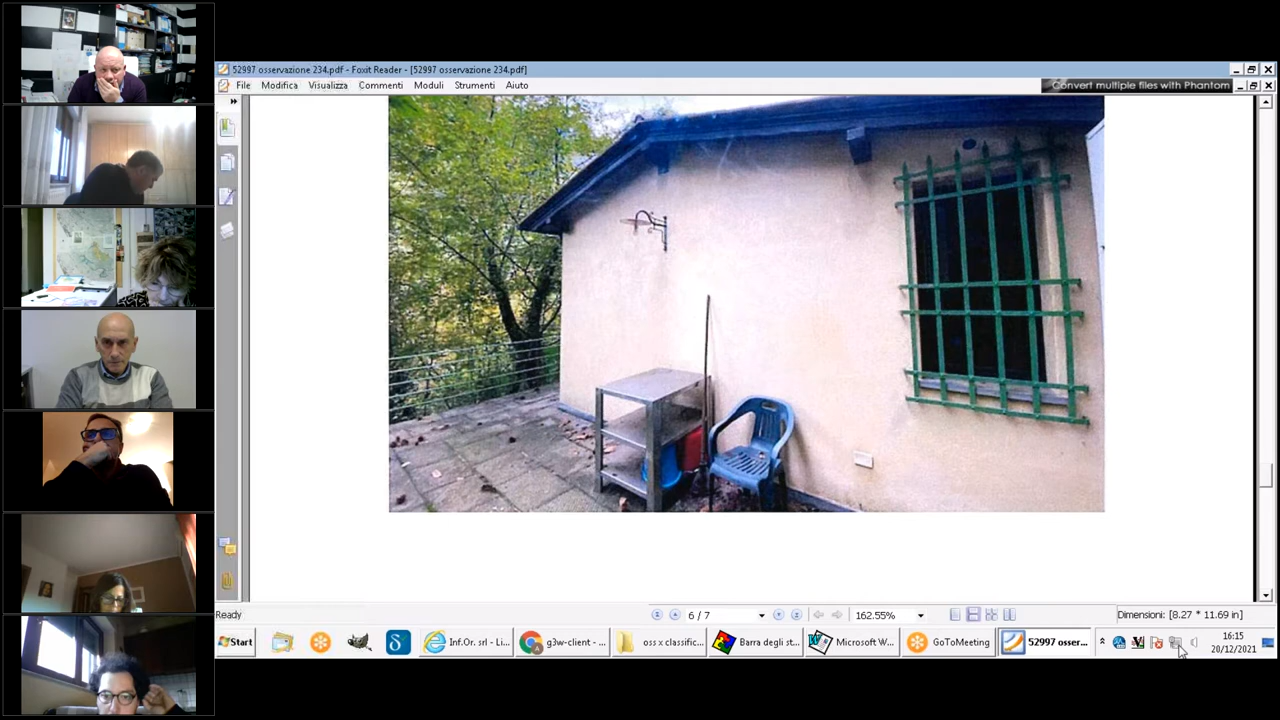 52997 osservazione 234.pdf - Foxit Reader - [52997 osservazione 234.pdf]
File Modifica Visualizza Commenti Moduli Strumenti Aiuto
Convert multiple files with Phantom
Ready
6 / 7
162.55%
Dimensioni: [8.27 * 11.69 in]
Start
Inf.Or. srl - Li...
g3w-client - ...
oss x classific...
Barra degli st...
Microsoft W...
GoToMeeting
52997 osser...
16:15
20/12/2021